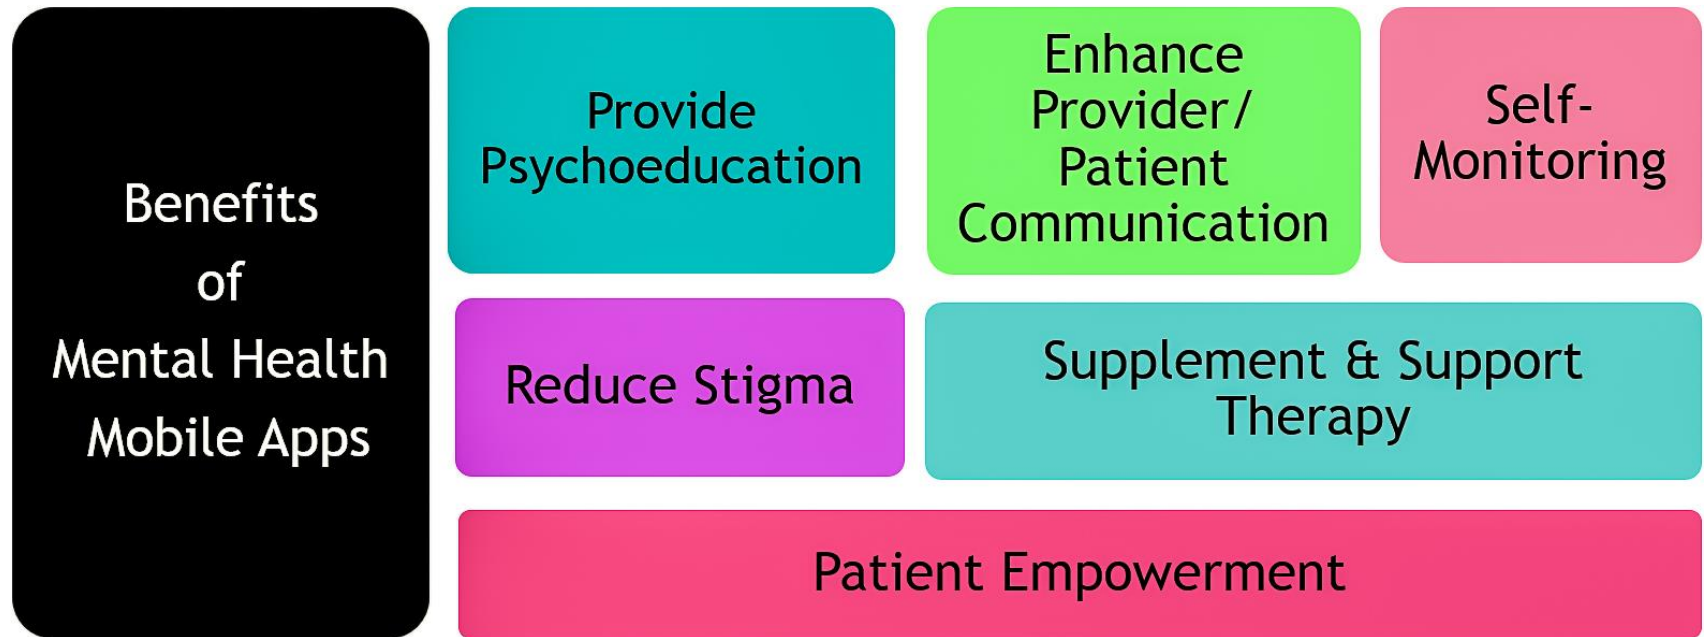 Benefits
of
Mental Health
Mobile Apps
Provide
Psychoeducation
Enhance
Provider/
Patient
Communication
Self-
Monitoring
Reduce Stigma
Supplement & Support
Therapy
Patient Empowerment